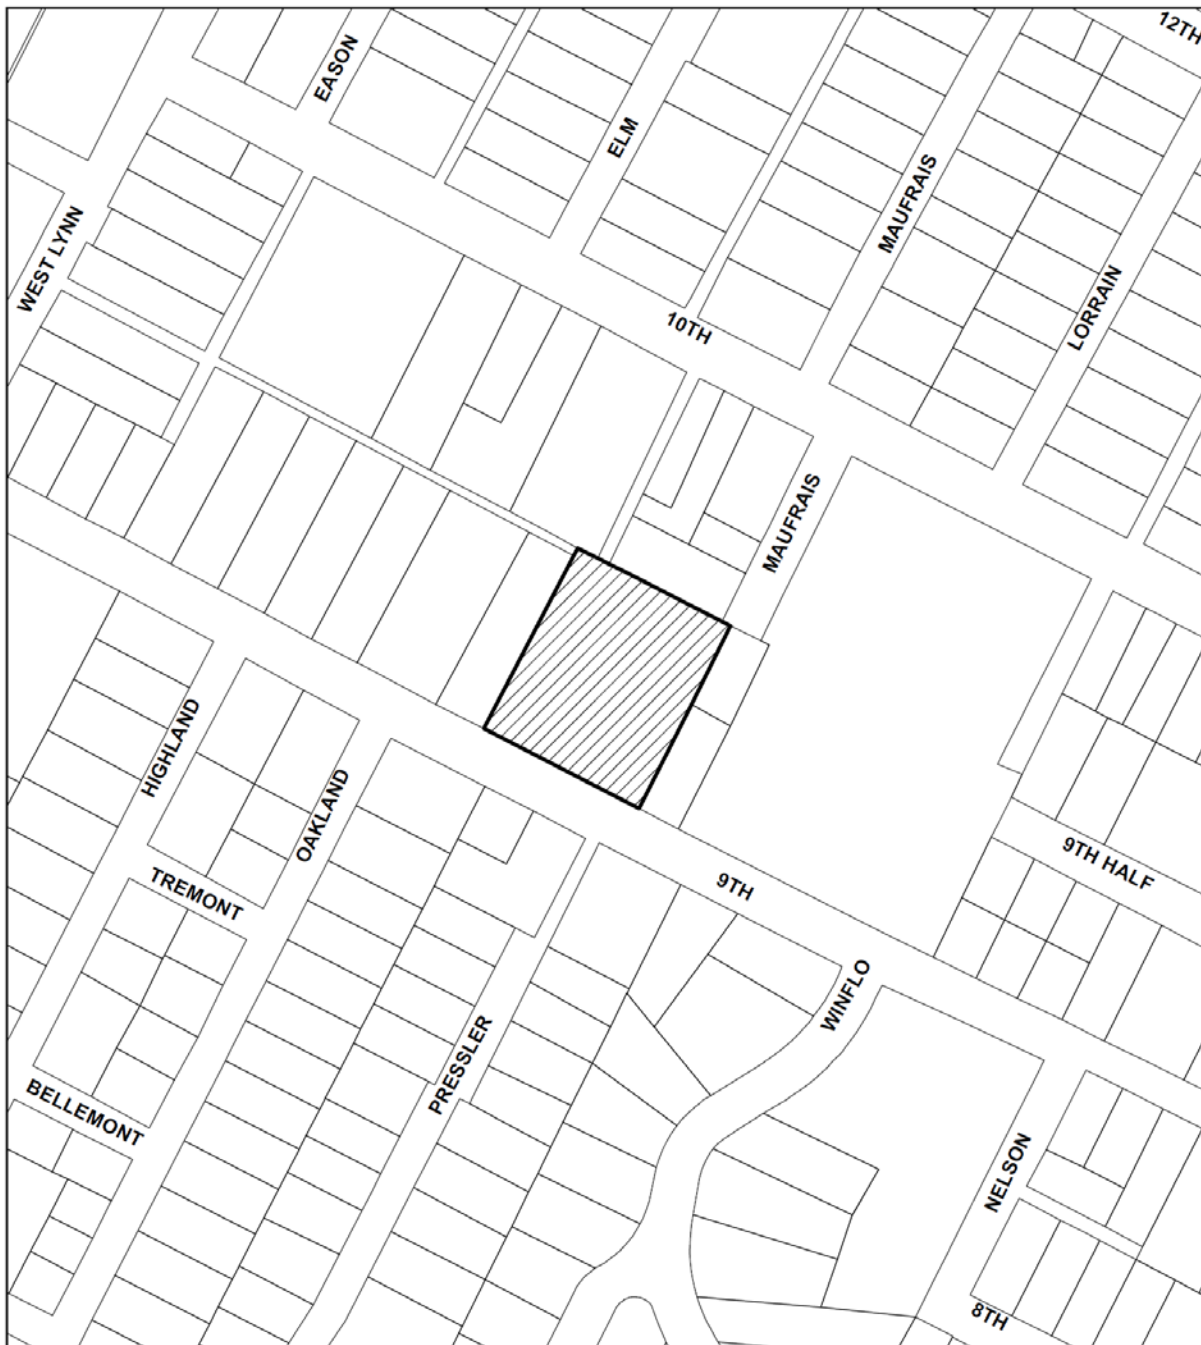 12TH
EASON
ELM
MAUFRAIS
WEST LYNN
LORRAIN
10TH
MAUFRAIS
HIGHLAND
OAKLAND
9TH HALF
TREMONT
9TH
WINFLO
PRESSLER
BELLEMONT
NELSON
8TH